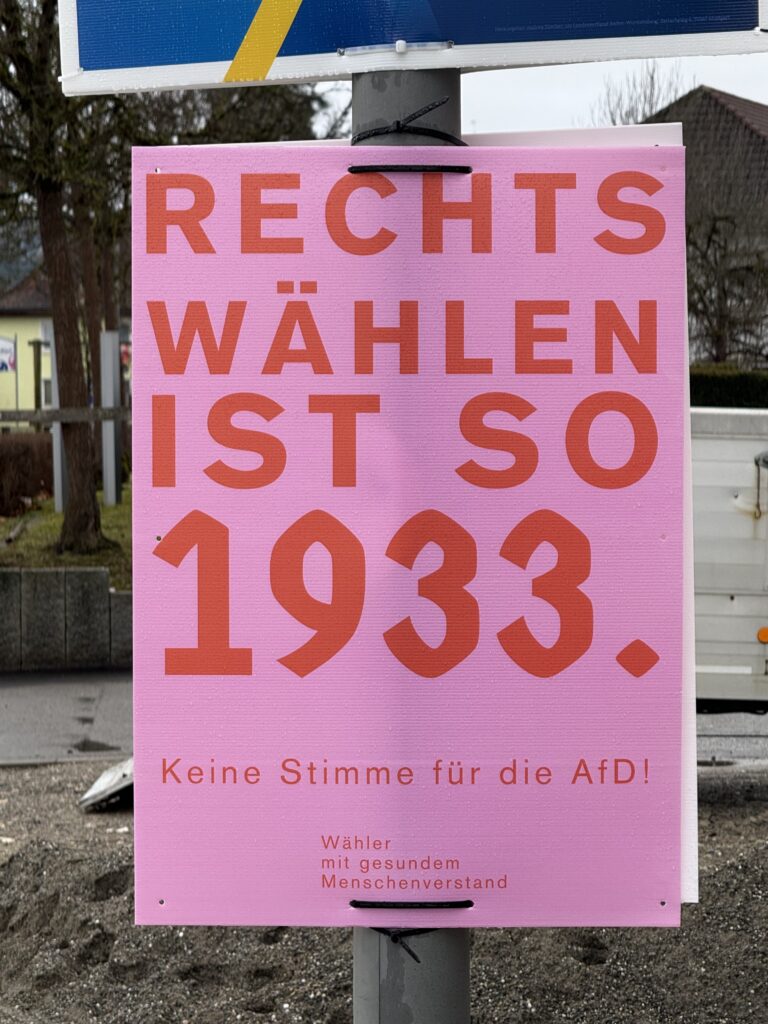 RECHTS
WÄHLEN
IST SO
1933.
Keine Stimme für die AfD!
Wähler
mit gesundem
Menschenverstand